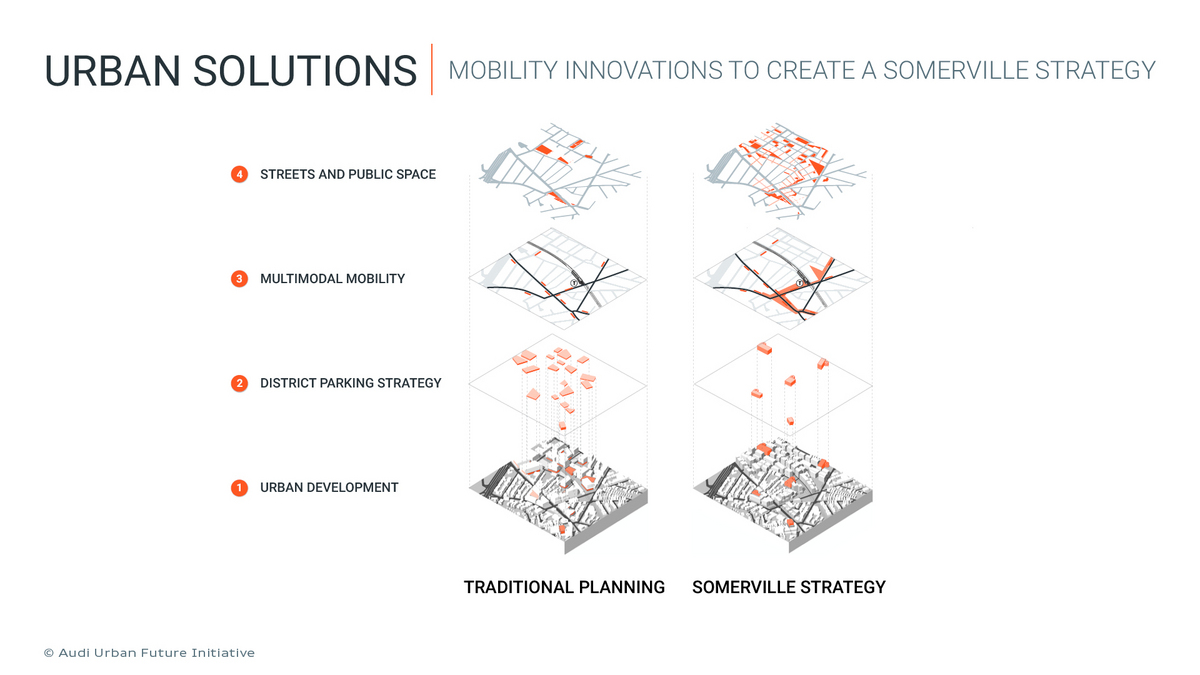 URBAN SOLUTIONS
MOBILITY INNOVATIONS TO CREATE A SOMERVILLE STRATEGY
4 STREETS AND PUBLIC SPACE
3 MULTIMODAL MOBILITY
2 DISTRICT PARKING STRATEGY
1 URBAN DEVELOPMENT
T
T
TRADITIONAL PLANNING
SOMERVILLE STRATEGY
© Audi Urban Future Initiative